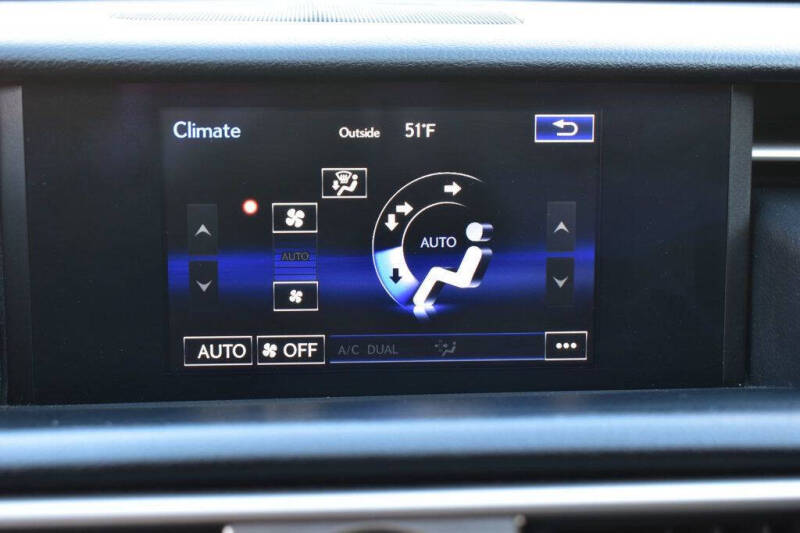 Climate Outside 51°F
AUTO
AUTO
AUTO OFF A/C DUAL